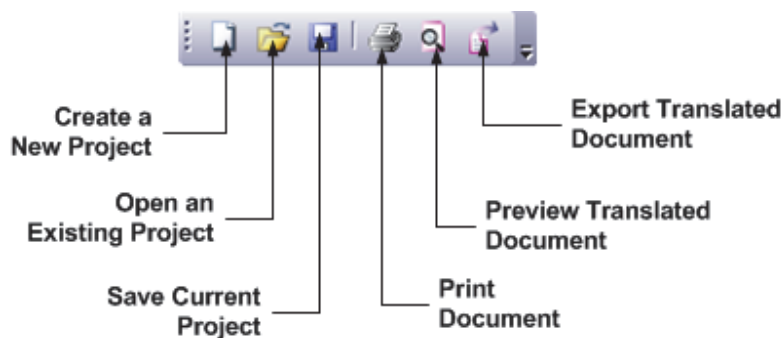 Create a
New Project
Open an
Existing Project
Save Current
Project
Export Translated
Document
Preview Translated
Document
Print
Document